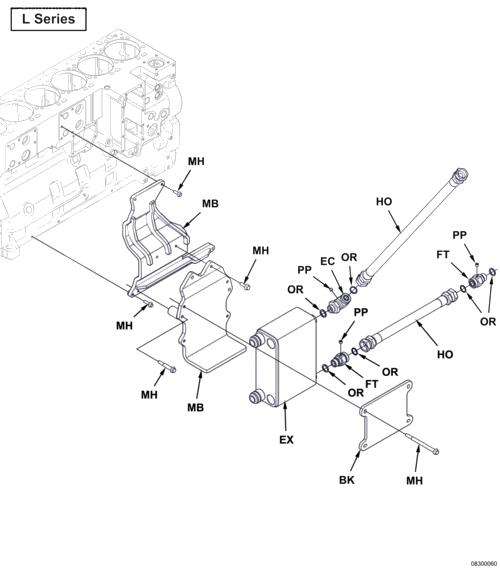 L Series
MH
MB
HO
MH
PP
EC
OR
PP
FT
OR
PP
OR
MH
OR
HO
MH
MB
OR
FT
OR
EX
BK
MH
08300060